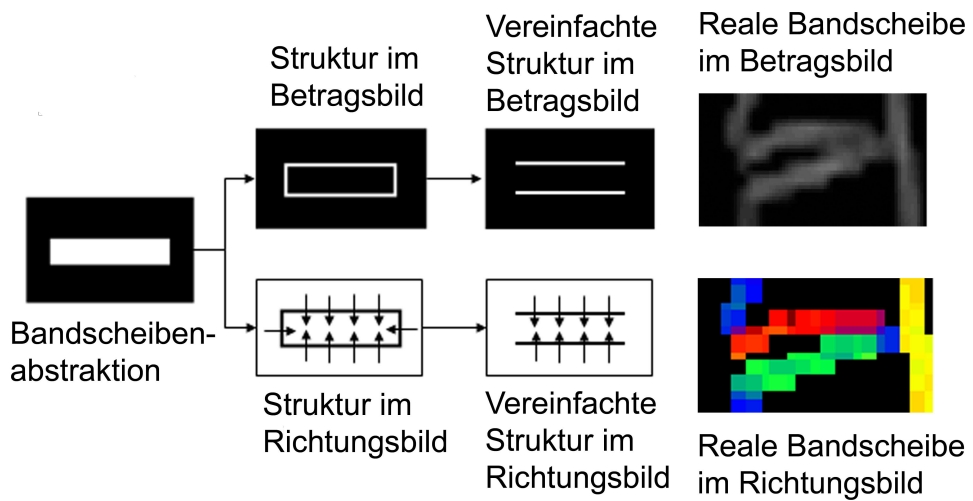 Struktur im
Betragsbild
Vereinfachte
Struktur im
Betragsbild
Reale Bandscheibe
im Betragsbild
Bandscheiben-
abstraktion
Struktur im
Richtungsbild
Vereinfachte
Struktur im
Richtungsbild
Reale Bandscheibe
im Richtungsbild